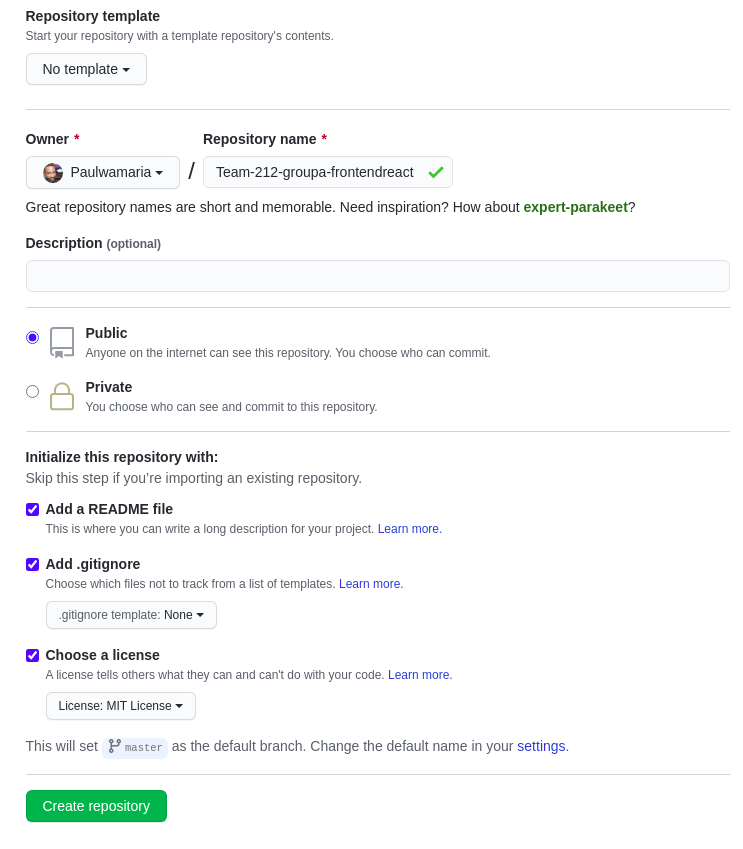 Repository template
Start your repository with a template repository's contents.
No template
Owner *
Repository name *
Paulwamaria / Team-212-groupa-frontendreact
Great repository names are short and memorable. Need inspiration? How about expert-parakeet?
Description (optional)
Public
Anyone on the internet can see this repository. You choose who can commit.
Private
You choose who can see and commit to this repository.
Initialize this repository with:
Skip this step if you’re importing an existing repository.
Add a README file
This is where you can write a long description for your project. Learn more.
Add .gitignore
Choose which files not to track from a list of templates. Learn more.
.gitignore template: None
Choose a license
A license tells others what they can and can't do with your code. Learn more.
License: MIT License
This will set master as the default branch. Change the default name in your settings.
Create repository